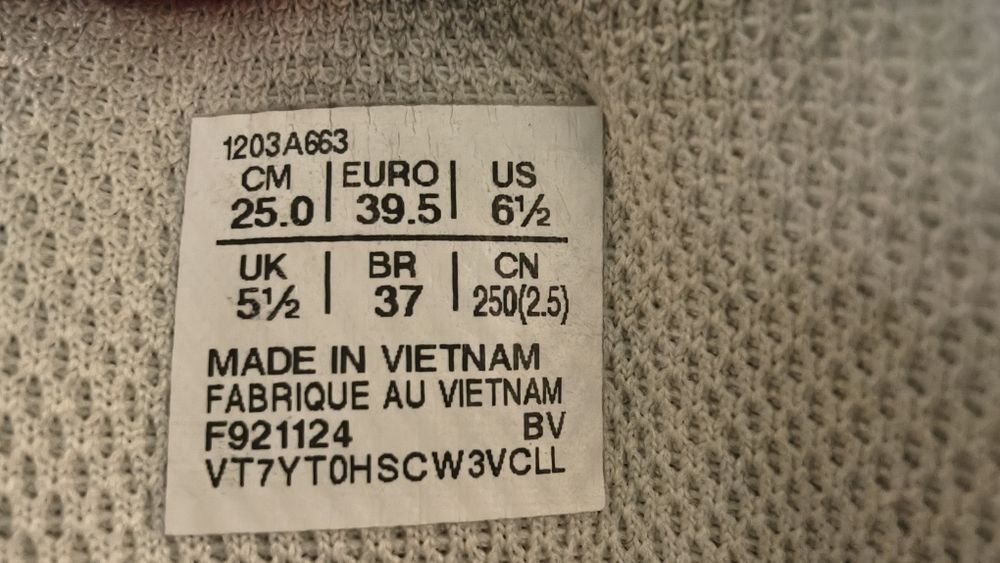 1203A663
CM | EURO | US
25.0 | 39.5 | 6½
UK | BR | CN
5½ | 37 | 250(2.5)
MADE IN VIETNAM
FABRIQUE AU VIETNAM
F921124 BV
VT7YT0HSCW3VCLL